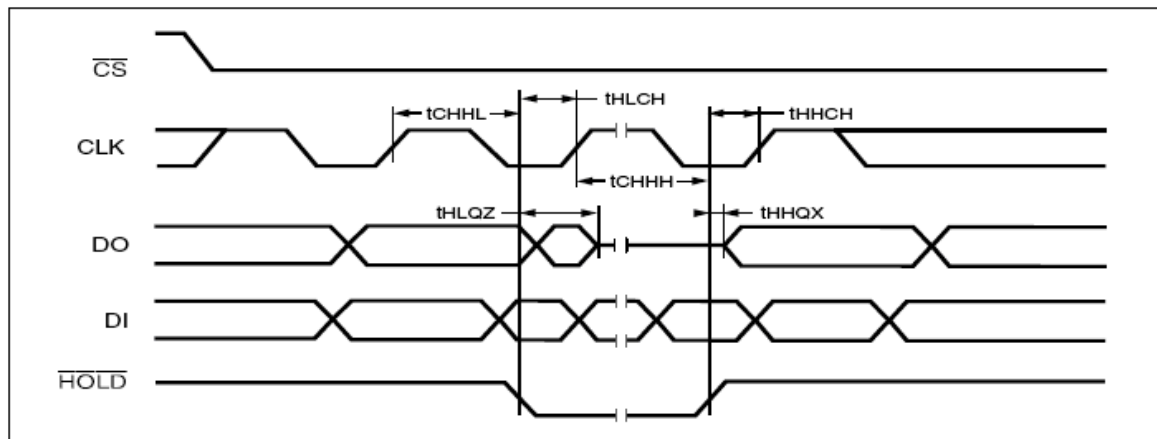 CS
tHLCH
tCHHL
tHHCH
CLK
tCHHH
tHLQZ
tHHQX
DO
DI
HOLD